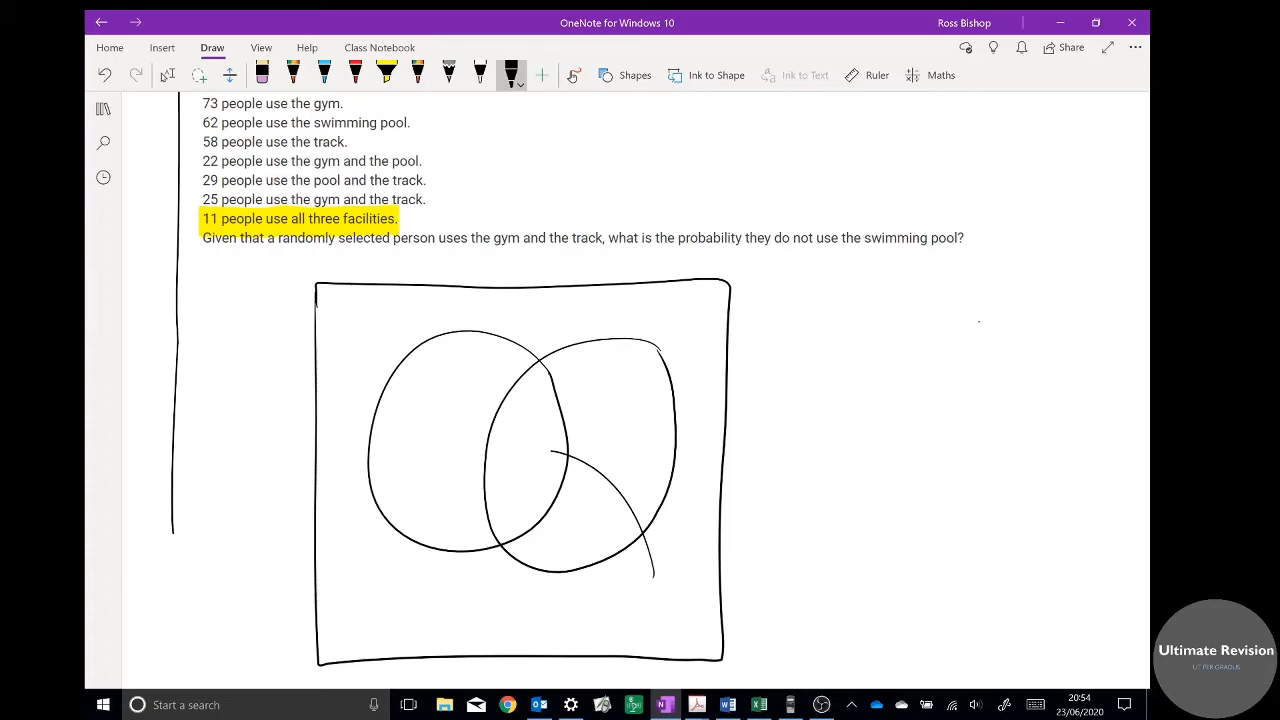 OneNote for Windows 10
Ross Bishop
Home Insert Draw View Help Class Notebook
Share
Shapes Ink to Shape Ink to Text Ruler Maths
73 people use the gym.
62 people use the swimming pool.
58 people use the track.
22 people use the gym and the pool.
29 people use the pool and the track.
25 people use the gym and the track.
11 people use all three facilities.
Given that a randomly selected person uses the gym and the track, what is the probability they do not use the swimming pool?
Ultimate Revision
UT PER GRADUS
Start a search
20:54
23/06/2020